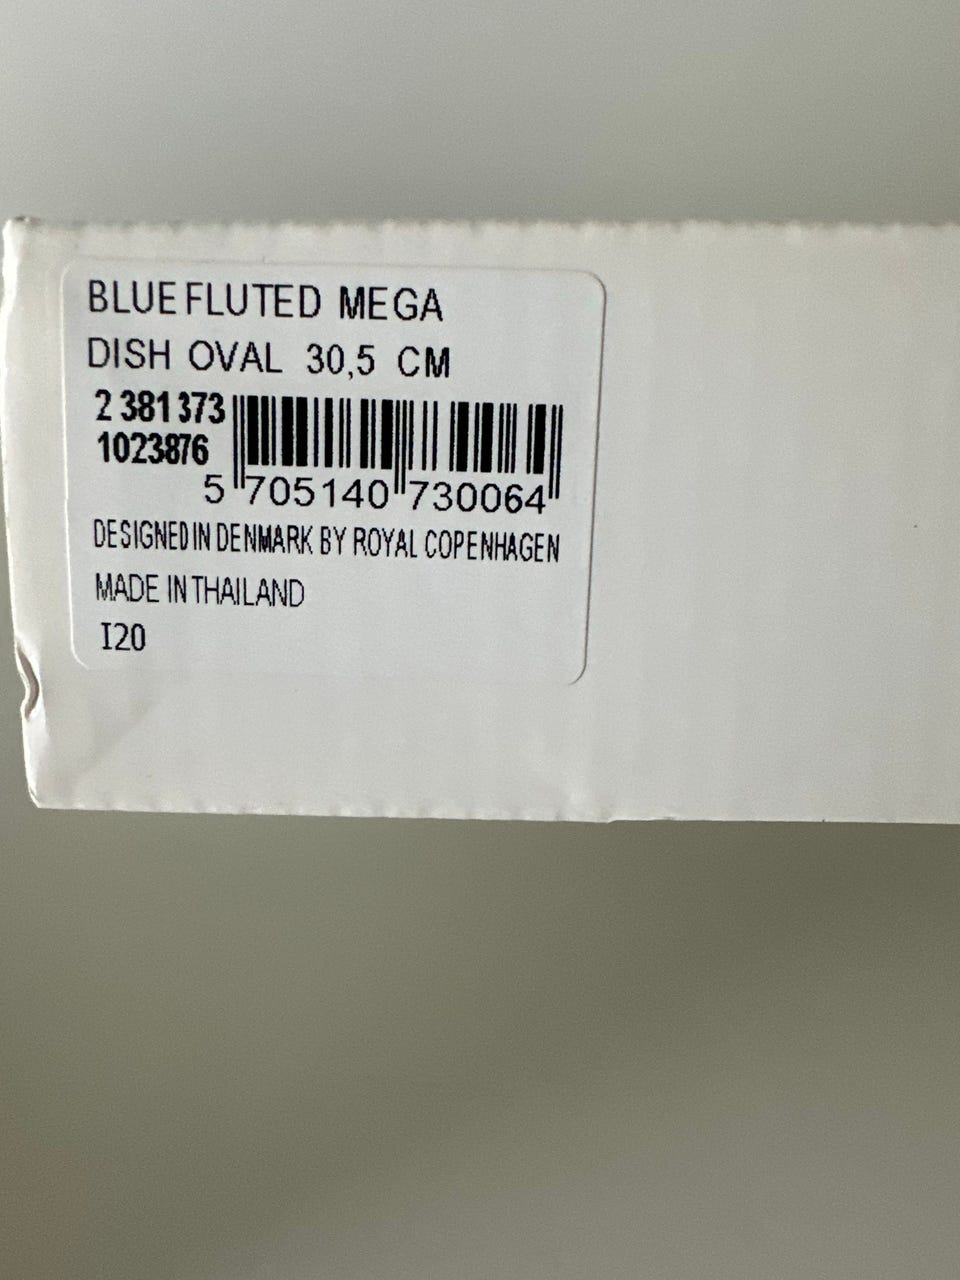 BLUE FLUTED MEGA
DISH OVAL 30,5 CM
2 381 373
1023876
5 705140 730064
DESIGNED IN DENMARK BY ROYAL COPENHAGEN
MADE IN THAILAND
I20